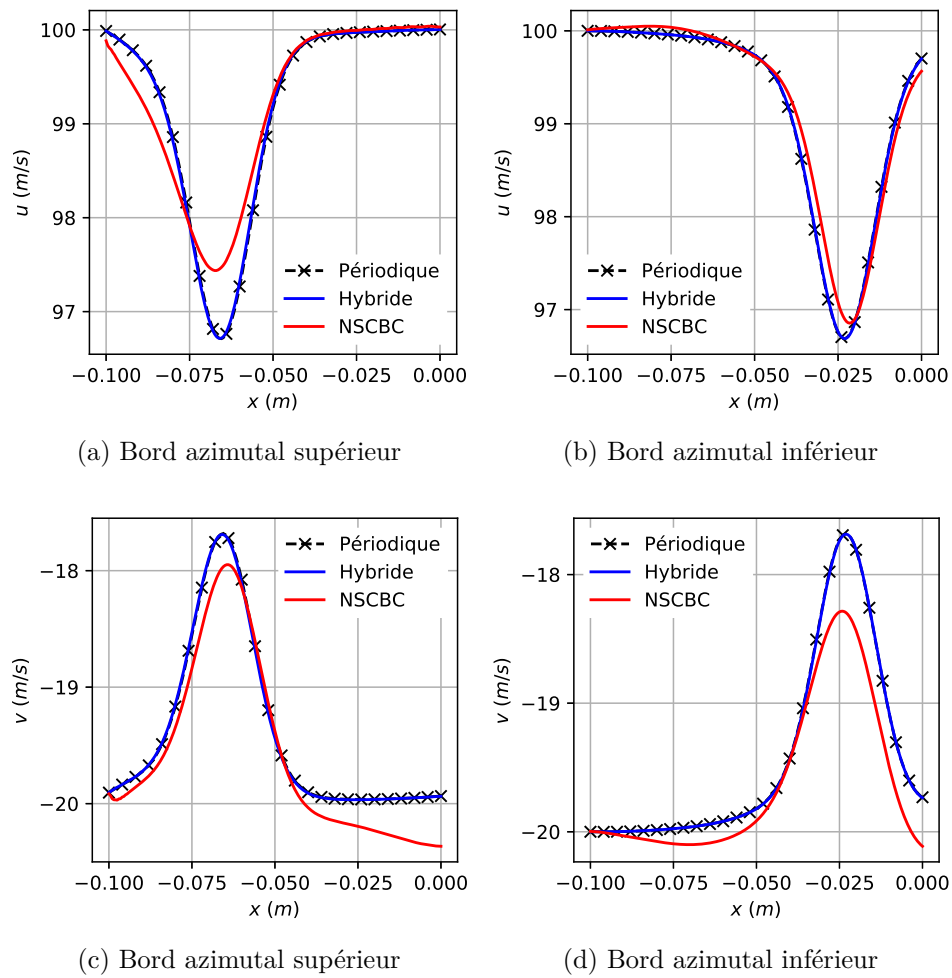 100
99
98
97
u (m/s)
−0.100 −0.075 −0.050 −0.025 0.000
x (m)
Périodique
Hybride
NSCBC
(a) Bord azimutal supérieur
100
99
98
97
u (m/s)
−0.100 −0.075 −0.050 −0.025 0.000
x (m)
Périodique
Hybride
NSCBC
(b) Bord azimutal inférieur
−18
−19
−20
v (m/s)
−0.100 −0.075 −0.050 −0.025 0.000
x (m)
Périodique
Hybride
NSCBC
(c) Bord azimutal supérieur
−18
−19
−20
v (m/s)
−0.100 −0.075 −0.050 −0.025 0.000
x (m)
Périodique
Hybride
NSCBC
(d) Bord azimutal inférieur